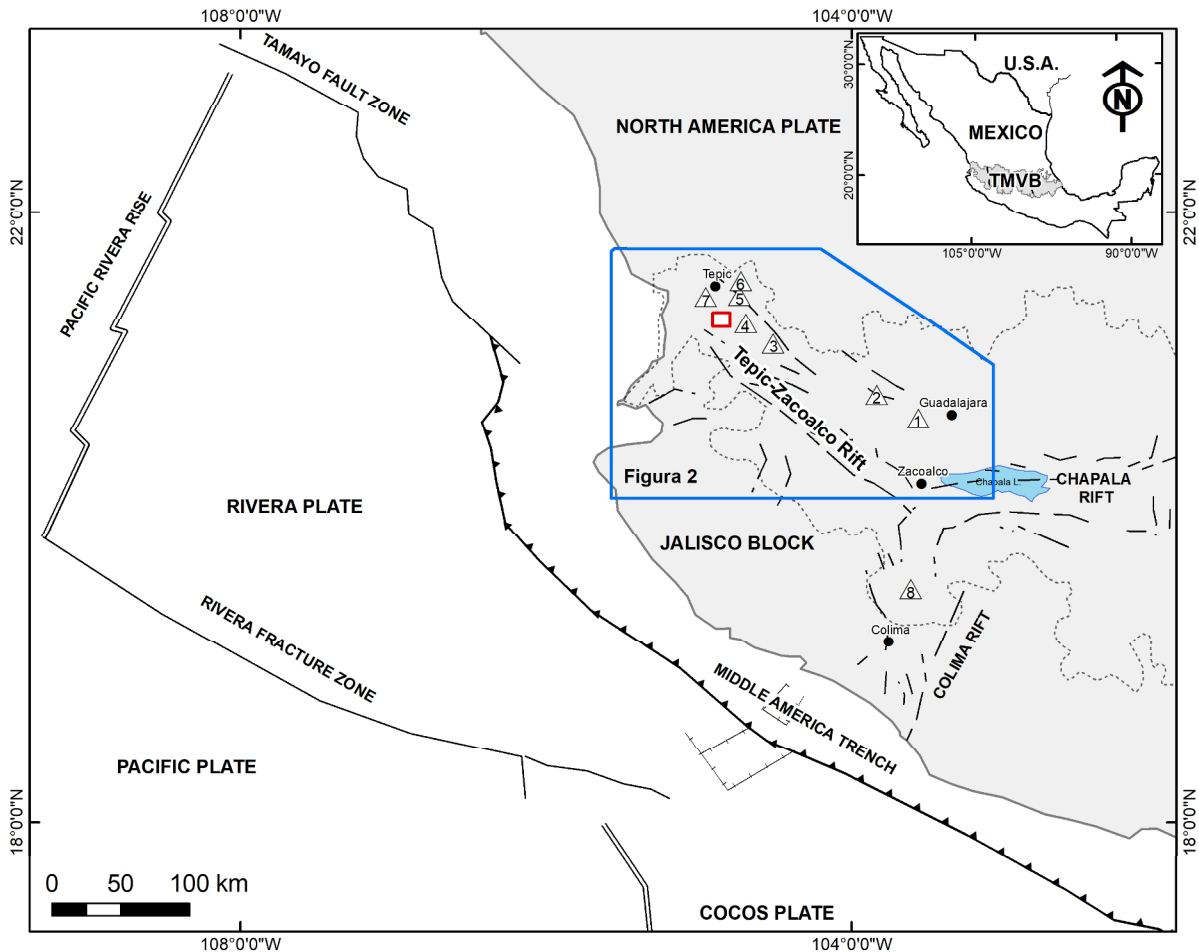 108°0'0"W
104°0'0"W
TAMAYO FAULT ZONE
NORTH AMERICA PLATE
PACIFIC RIVERA RISE
22°0'0"N
22°0'0"N
30°0'0"N
20°0'0"N
U.S.A.
N
MEXICO
TMVB
105°0'0"W
90°0'0"W
Tepic
6
7
5
4
3
Tepic-Zacoalco Rift
2
Guadalajara
1
Figura 2
Zacoalco
Chapala L.
CHAPALA
RIFT
RIVERA PLATE
JALISCO BLOCK
8
Colima
COLIMA RIFT
RIVERA FRACTURE ZONE
MIDDLE AMERICA TRENCH
PACIFIC PLATE
18°0'0"N
18°0'0"N
0 50 100 km
COCOS PLATE
108°0'0"W
104°0'0"W